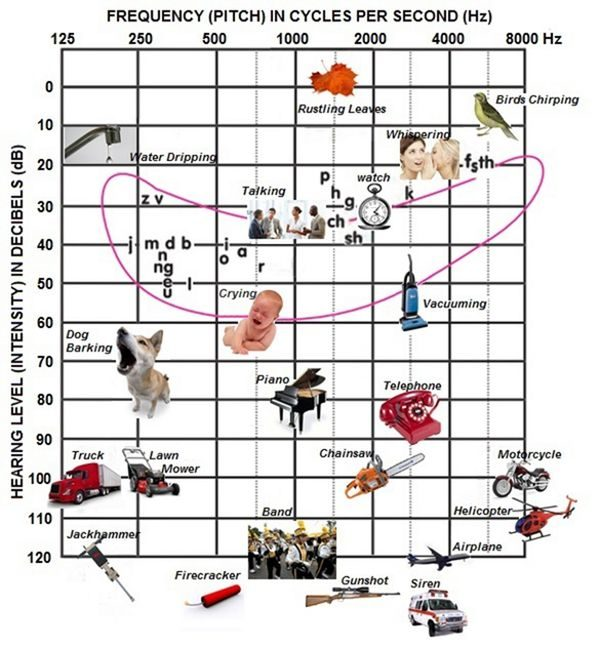 FREQUENCY (PITCH) IN CYCLES PER SECOND (Hz)
125 250 500 1000 2000 4000 8000 Hz
HEARING LEVEL (INTENSITY) IN DECIBELS (dB)
0
Rustling Leaves
Birds Chirping
10
Whispering
Water Dripping
20
f s th
p
watch
Talking
h
k
z v
30
g
ch
sh
40
j m d b i
n
o a
ng
r
e l
50
u
Crying
Vacuuming
60
Dog
Barking
70
Piano
Telephone
80
90
Truck
Lawn
Mower
Chainsaw
Motorcycle
100
Band
Helicopter
110
Jackhammer
Airplane
120
Firecracker
Gunshot
Siren